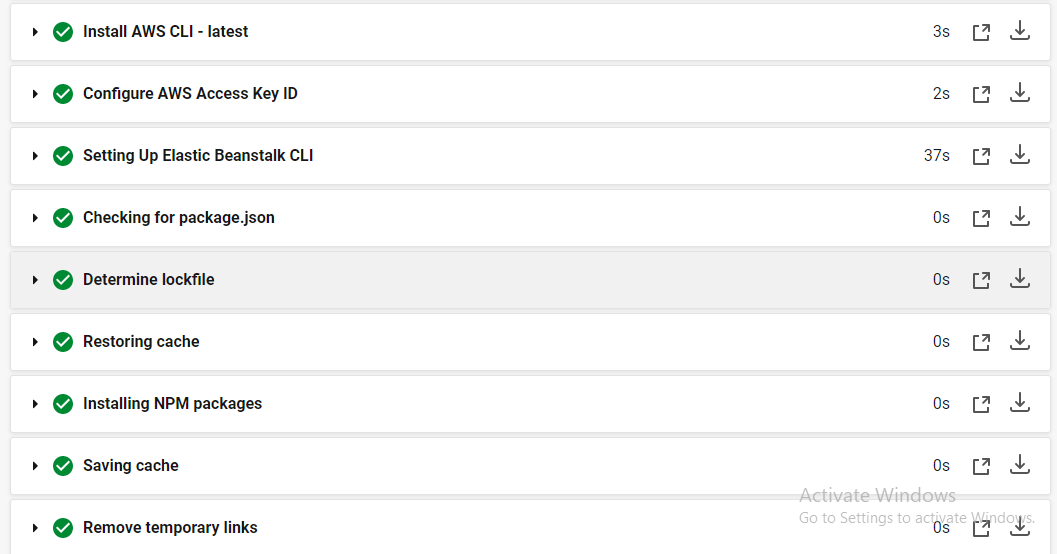 Install AWS CLI - latest 3s
Configure AWS Access Key ID 2s
Setting Up Elastic Beanstalk CLI 37s
Checking for package.json 0s
Determine lockfile 0s
Restoring cache 0s
Installing NPM packages 0s
Saving cache 0s
Activate Windows
Go to Settings to activate Windows.
Remove temporary links 0s